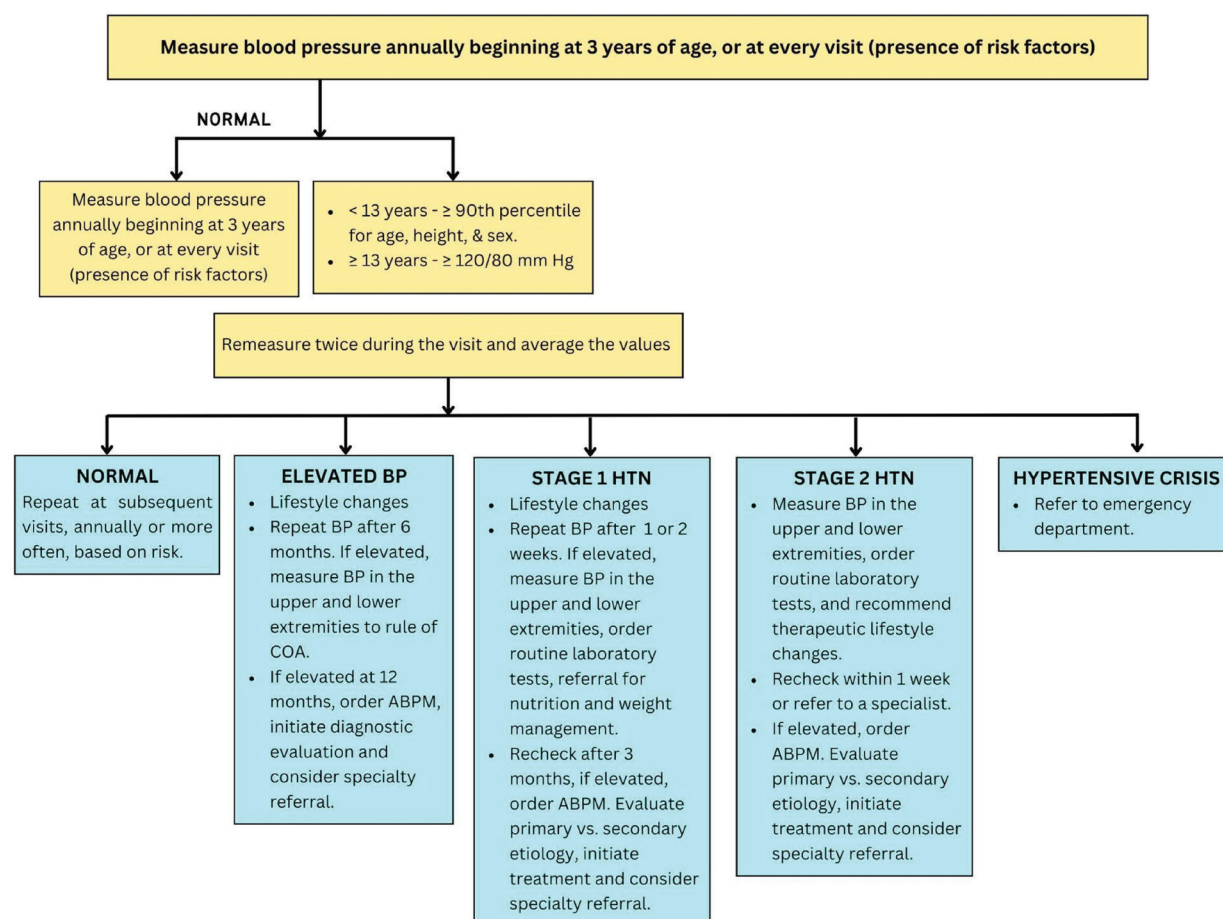 Measure blood pressure annually beginning at 3 years of age, or at every visit (presence of risk factors)
NORMAL
Measure blood pressure
annually beginning at 3 years
of age, or at every visit
(presence of risk factors)
• < 13 years - ≥ 90th percentile
for age, height, & sex.
• ≥ 13 years - ≥ 120/80 mm Hg
Remeasure twice during the visit and average the values
NORMAL
Repeat at subsequent
visits, annually or more
often, based on risk.
ELEVATED BP
• Lifestyle changes
• Repeat BP after 6
months. If elevated,
measure BP in the
upper and lower
extremities to rule of
COA.
• If elevated at 12
months, order ABPM,
initiate diagnostic
evaluation and
consider specialty
referral.
STAGE 1 HTN
• Lifestyle changes
• Repeat BP after 1 or 2
weeks. If elevated,
measure BP in the
upper and lower
extremities, order
routine laboratory
tests, referral for
nutrition and weight
management.
• Recheck after 3
months, if elevated,
order ABPM. Evaluate
primary vs. secondary
etiology, initiate
treatment and consider
specialty referral.
STAGE 2 HTN
• Measure BP in the
upper and lower
extremities, order
routine laboratory
tests, and recommend
therapeutic lifestyle
changes.
• Recheck within 1 week
or refer to a specialist.
• If elevated, order
ABPM. Evaluate
primary vs. secondary
etiology, initiate
treatment and consider
specialty referral.
HYPERTENSIVE CRISIS
• Refer to emergency
department.